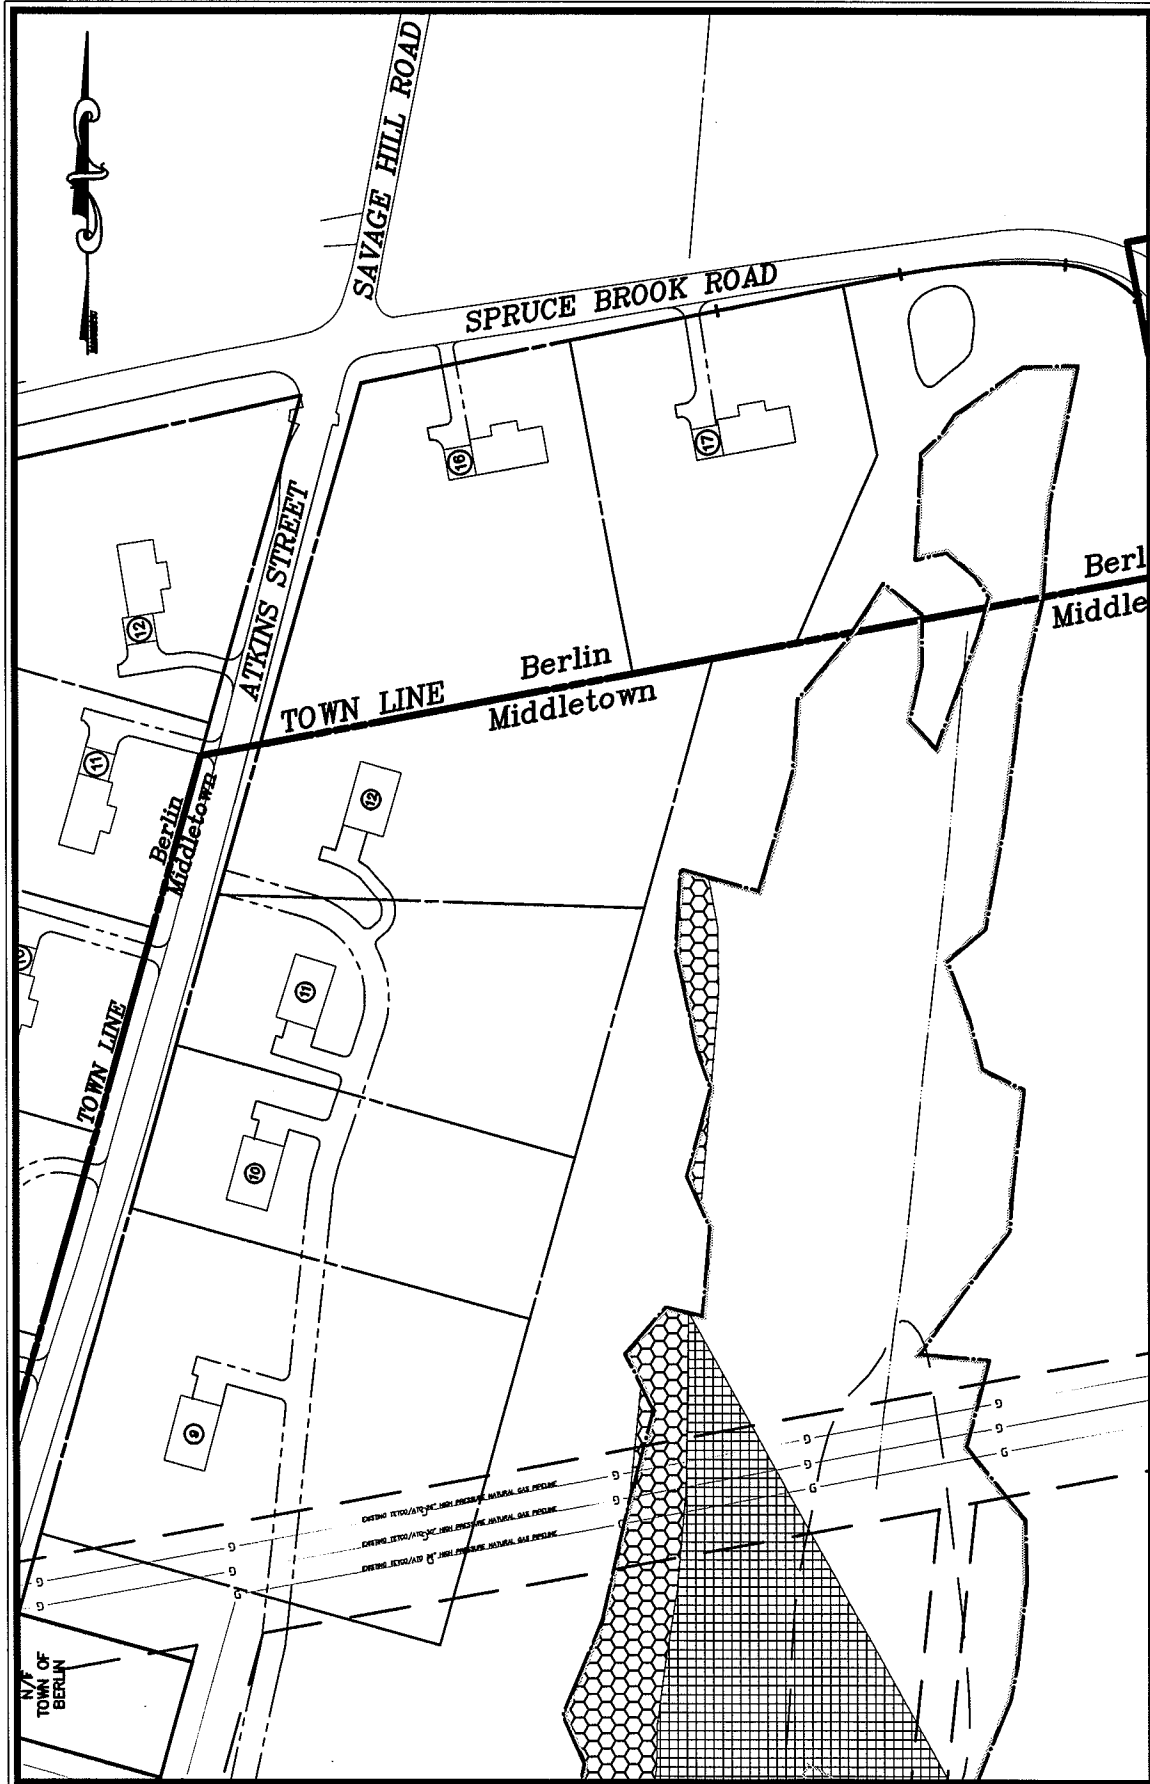 SAVAGE HILL ROAD
SPRUCE BROOK ROAD
16
17
ATKINS STREET
12
11
Berlin
Middletown
TOWN LINE
Berl
Middle
Berlin
Middletown
12
10
TOWN LINE
11
10
9
G
G
G
G
G
G
G
G
G
G
G
G
G
G
N/F
TOWN OF
BERLIN